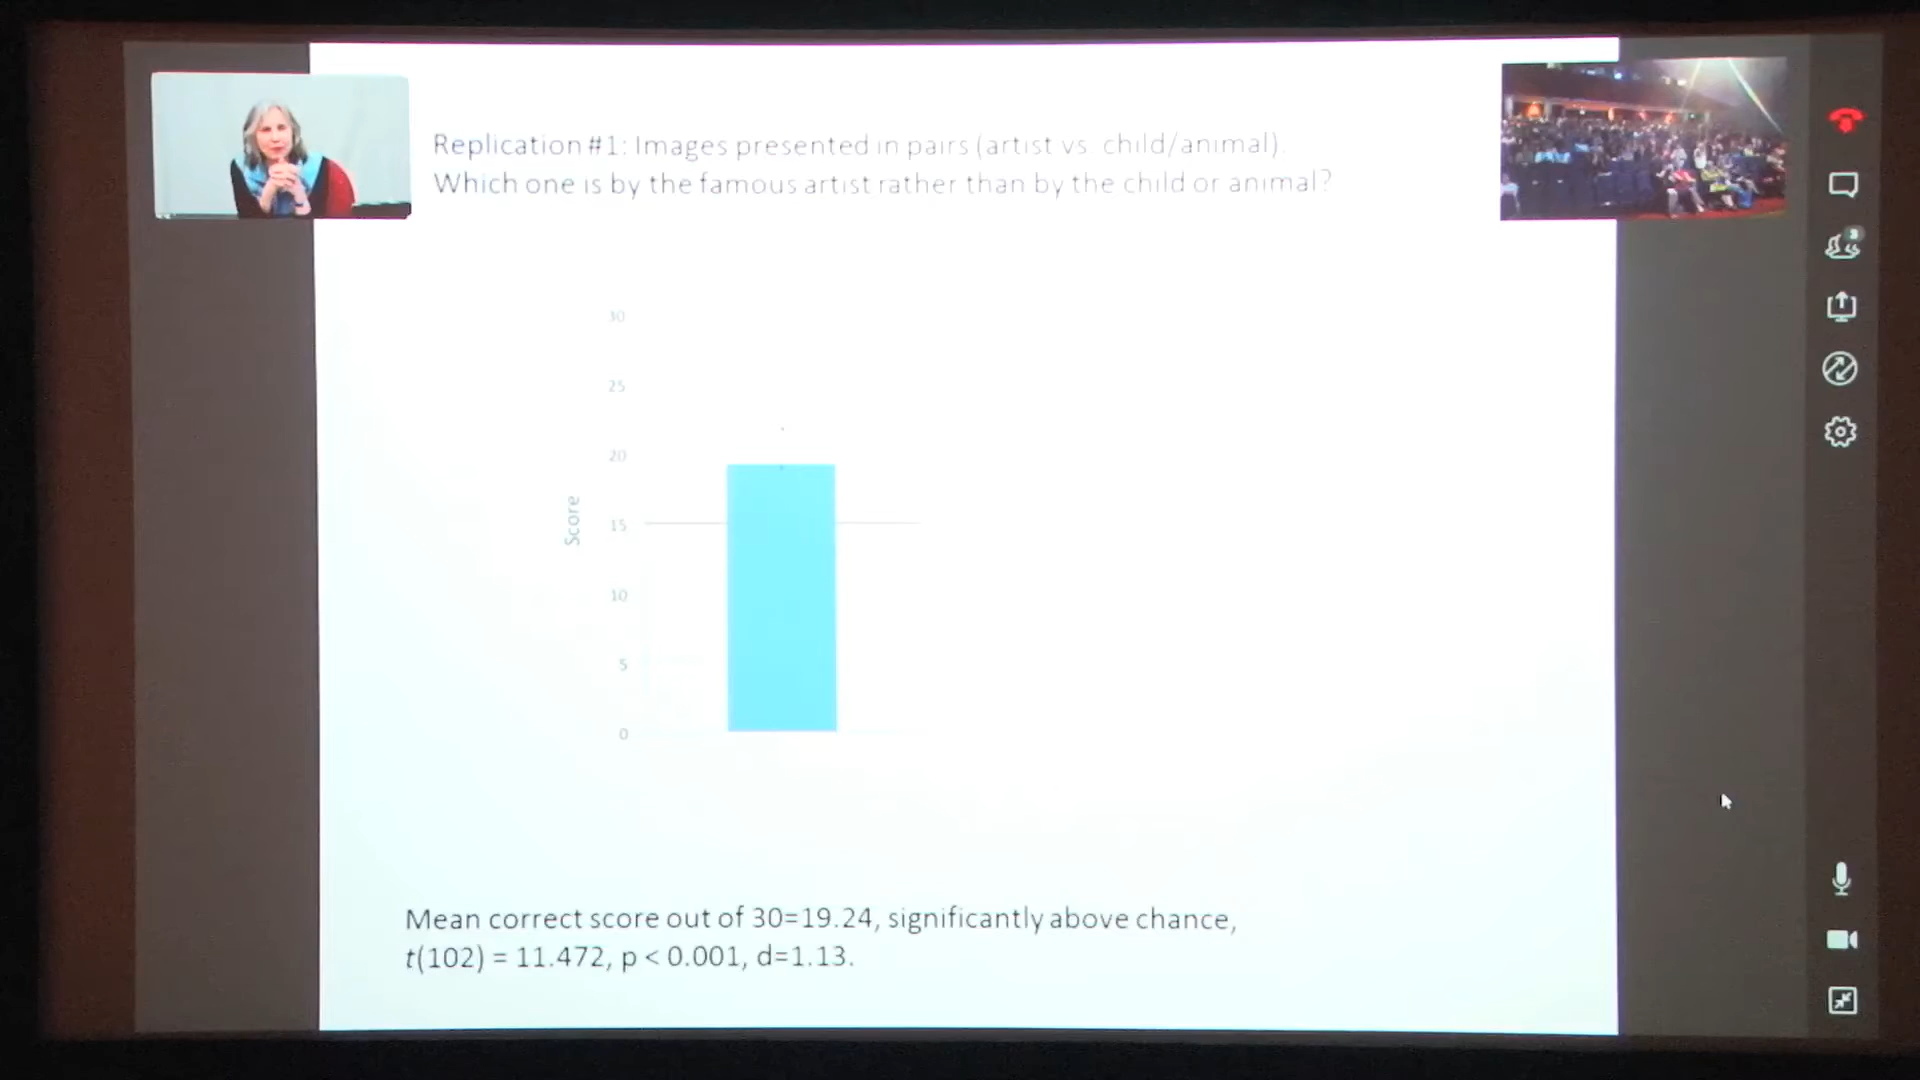 Replication #1: Images presented in pairs (artist vs. child/animal).
Which one is by the famous artist rather than by the child or animal?
3
30
25
20
15
10
5
0
Score
Mean correct score out of 30=19.24, significantly above chance,
t(102) = 11.472, p < 0.001, d=1.13.